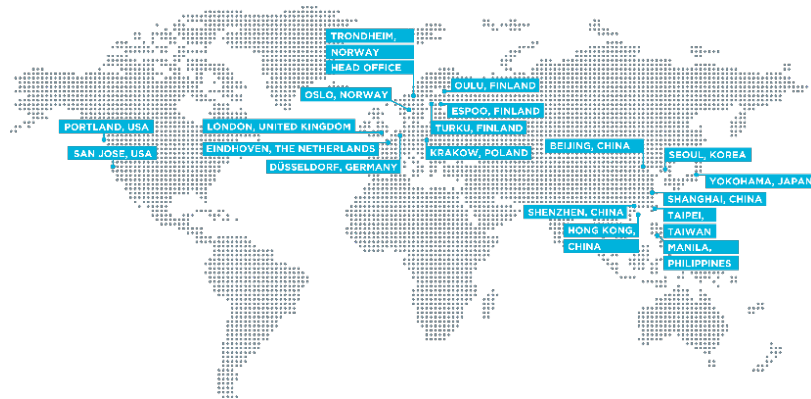 TRONDHEIM,
NORWAY
HEAD OFFICE
OULU, FINLAND
OSLO, NORWAY
ESPOO, FINLAND
PORTLAND, USA
LONDON, UNITED KINGDOM
TURKU, FINLAND
SAN JOSE, USA
EINDHOVEN, THE NETHERLANDS
KRAKOW, POLAND
BEIJING, CHINA
DÜSSELDORF, GERMANY
SEOUL, KOREA
YOKOHAMA, JAPAN
SHANGHAI, CHINA
SHENZHEN, CHINA
TAIPEI,
TAIWAN
HONG KONG,
CHINA
MANILA,
PHILIPPINES